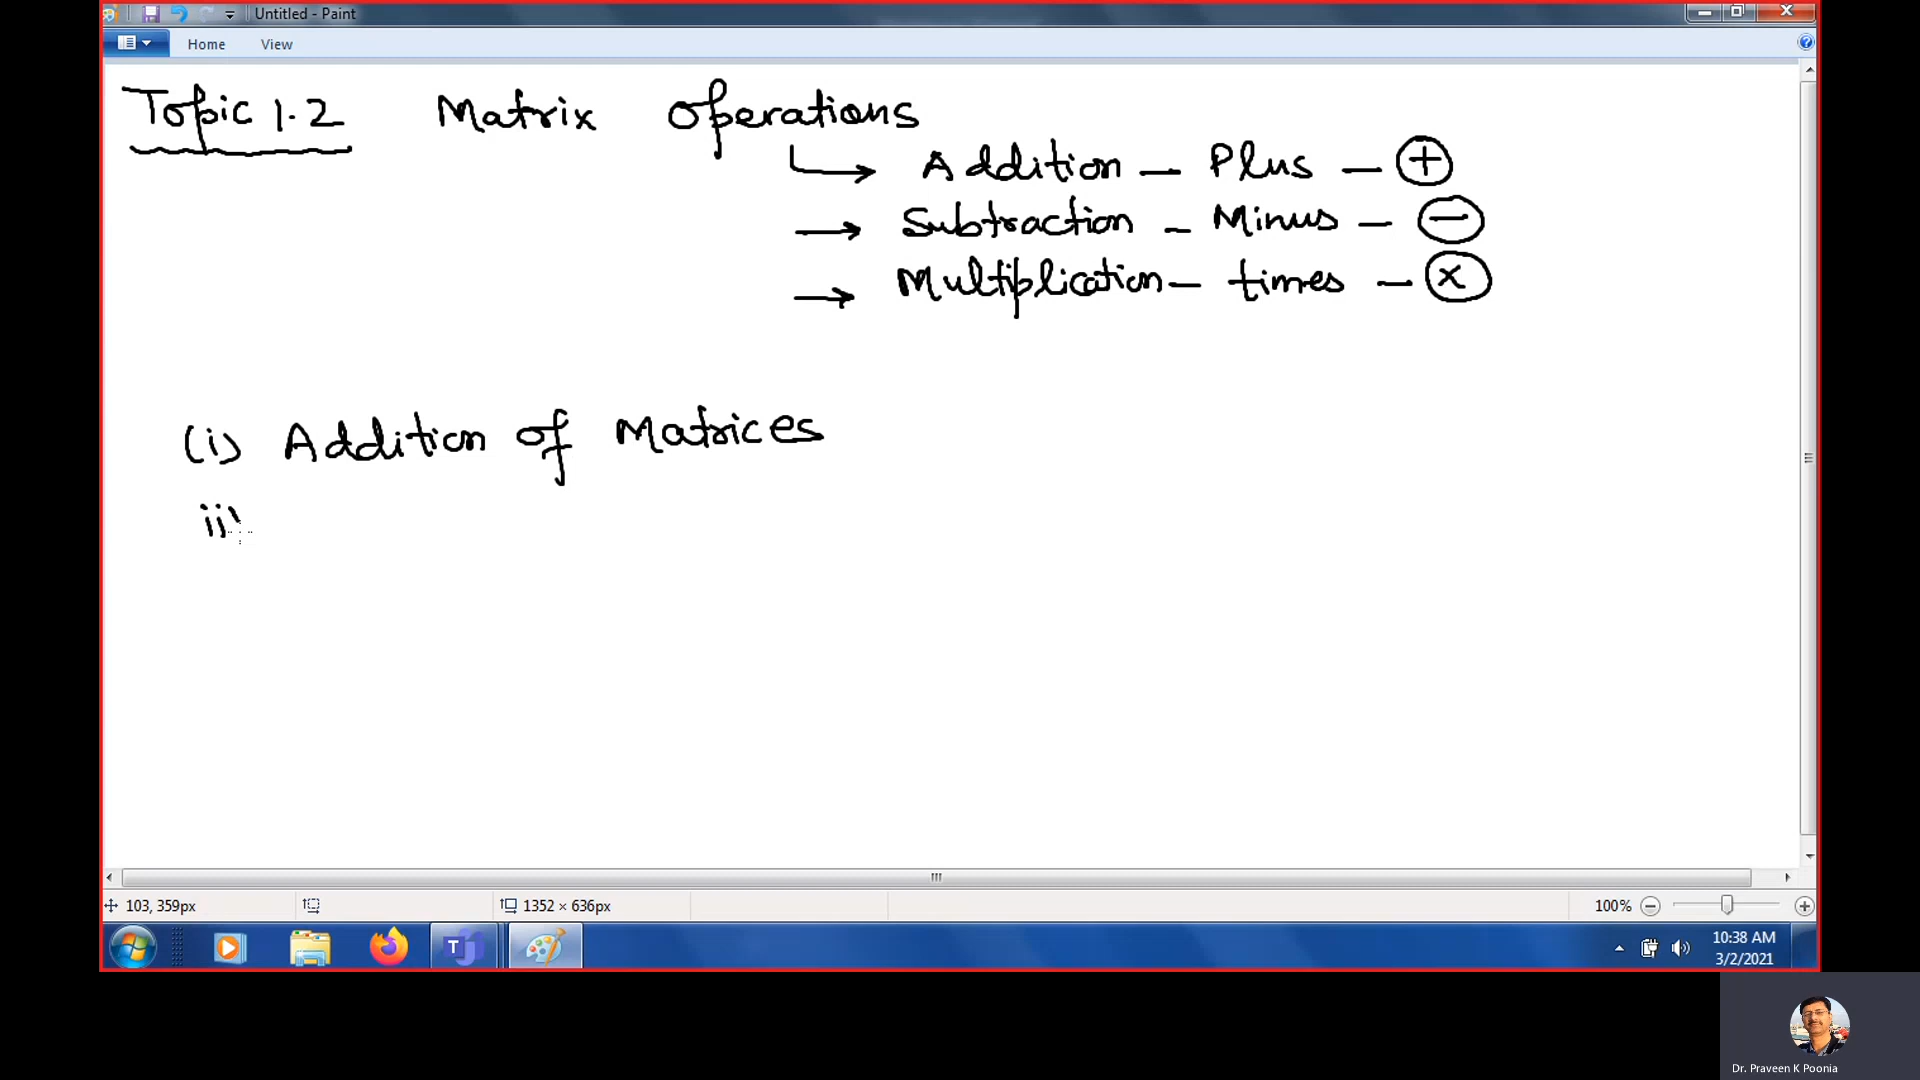 Untitled - Paint
Home View
Topic 1.2 Matrix Operations
Addition - Plus - +
Subtraction - Minus - −
Multiplication - times - ×
(i) Addition of Matrices
ii)
103, 359px
1352 × 636px
100%
10:38 AM
3/2/2021
Dr. Praveen K Poonia